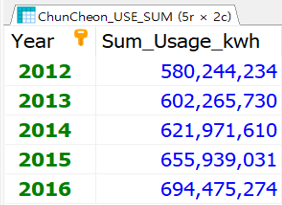 ChunCheon_USE_SUM (5r × 2c)
Year Sum_Usage_kwh
2012 580,244,234
2013 602,265,730
2014 621,971,610
2015 655,939,031
2016 694,475,274